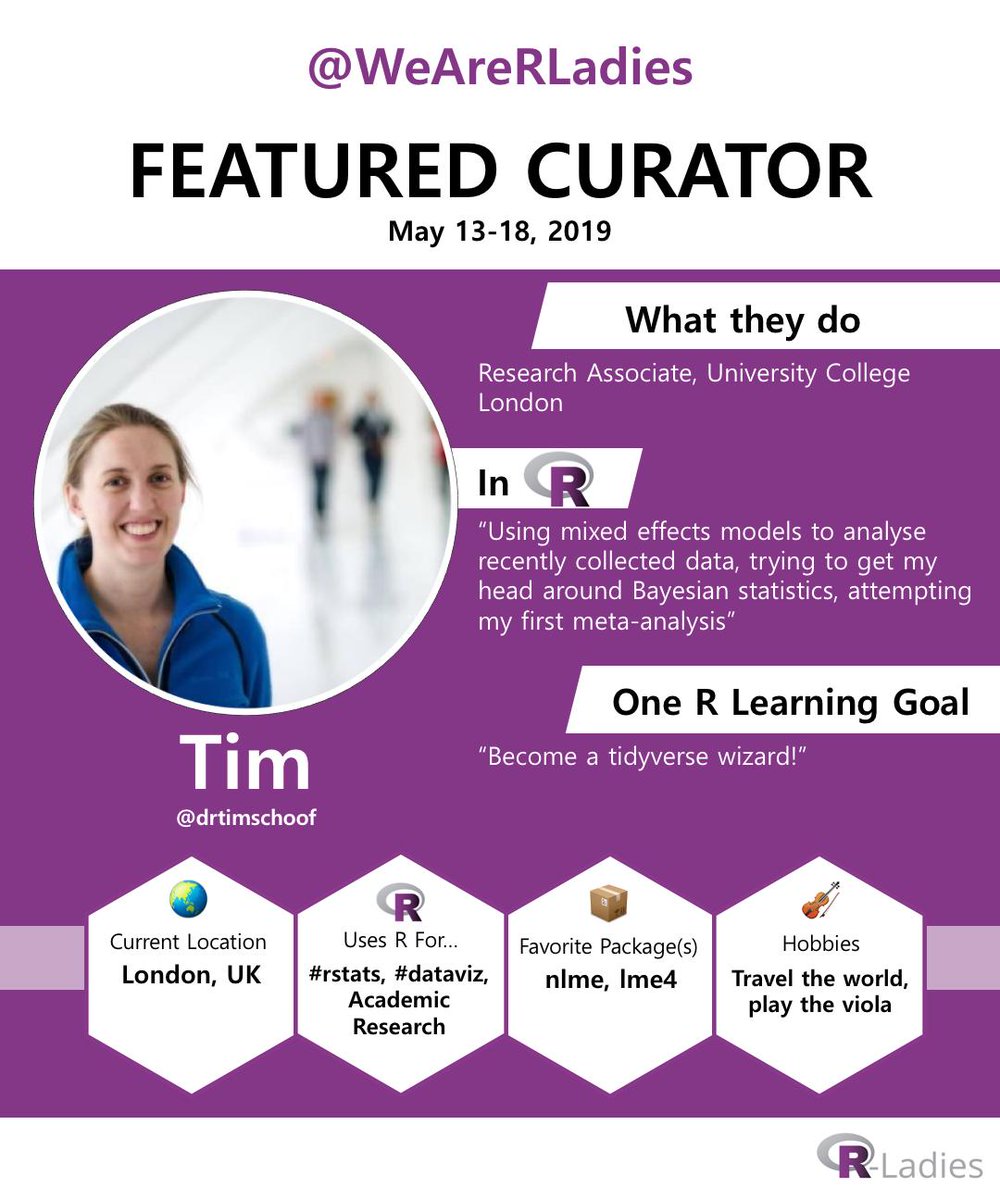 @WeAreRLadies
FEATURED CURATOR
May 13-18, 2019
What they do
Research Associate, University College
London
In R
“Using mixed effects models to analyse
recently collected data, trying to get my
head around Bayesian statistics, attempting
my first meta-analysis”
One R Learning Goal
“Become a tidyverse wizard!”
Tim
@drtimschoof
Current Location
London, UK
R
Uses R For...
#rstats, #dataviz,
Academic
Research
Favorite Package(s)
nlme, lme4
Hobbies
Travel the world,
play the viola
R-Ladies